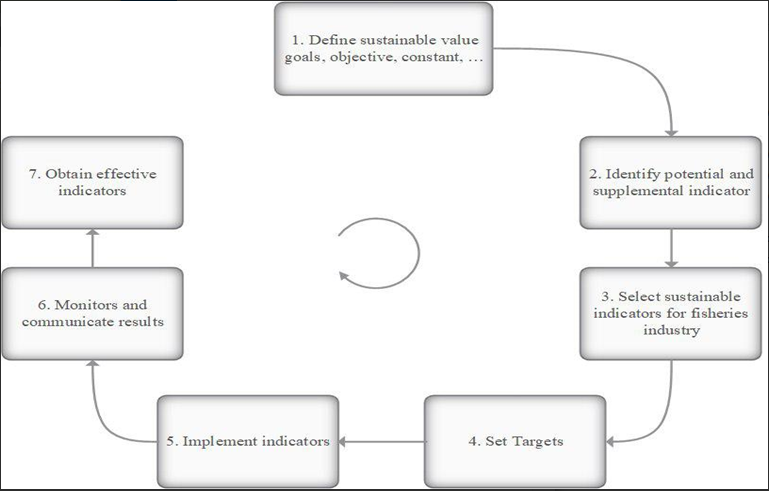 1. Define sustainable value
goals, objective, constant, ...
2. Identify potential and
supplemental indicator
3. Select sustainable
indicators for fisheries
industry
4. Set Targets
5. Implement indicators
6. Monitors and
communicate results
7. Obtain effective
indicators